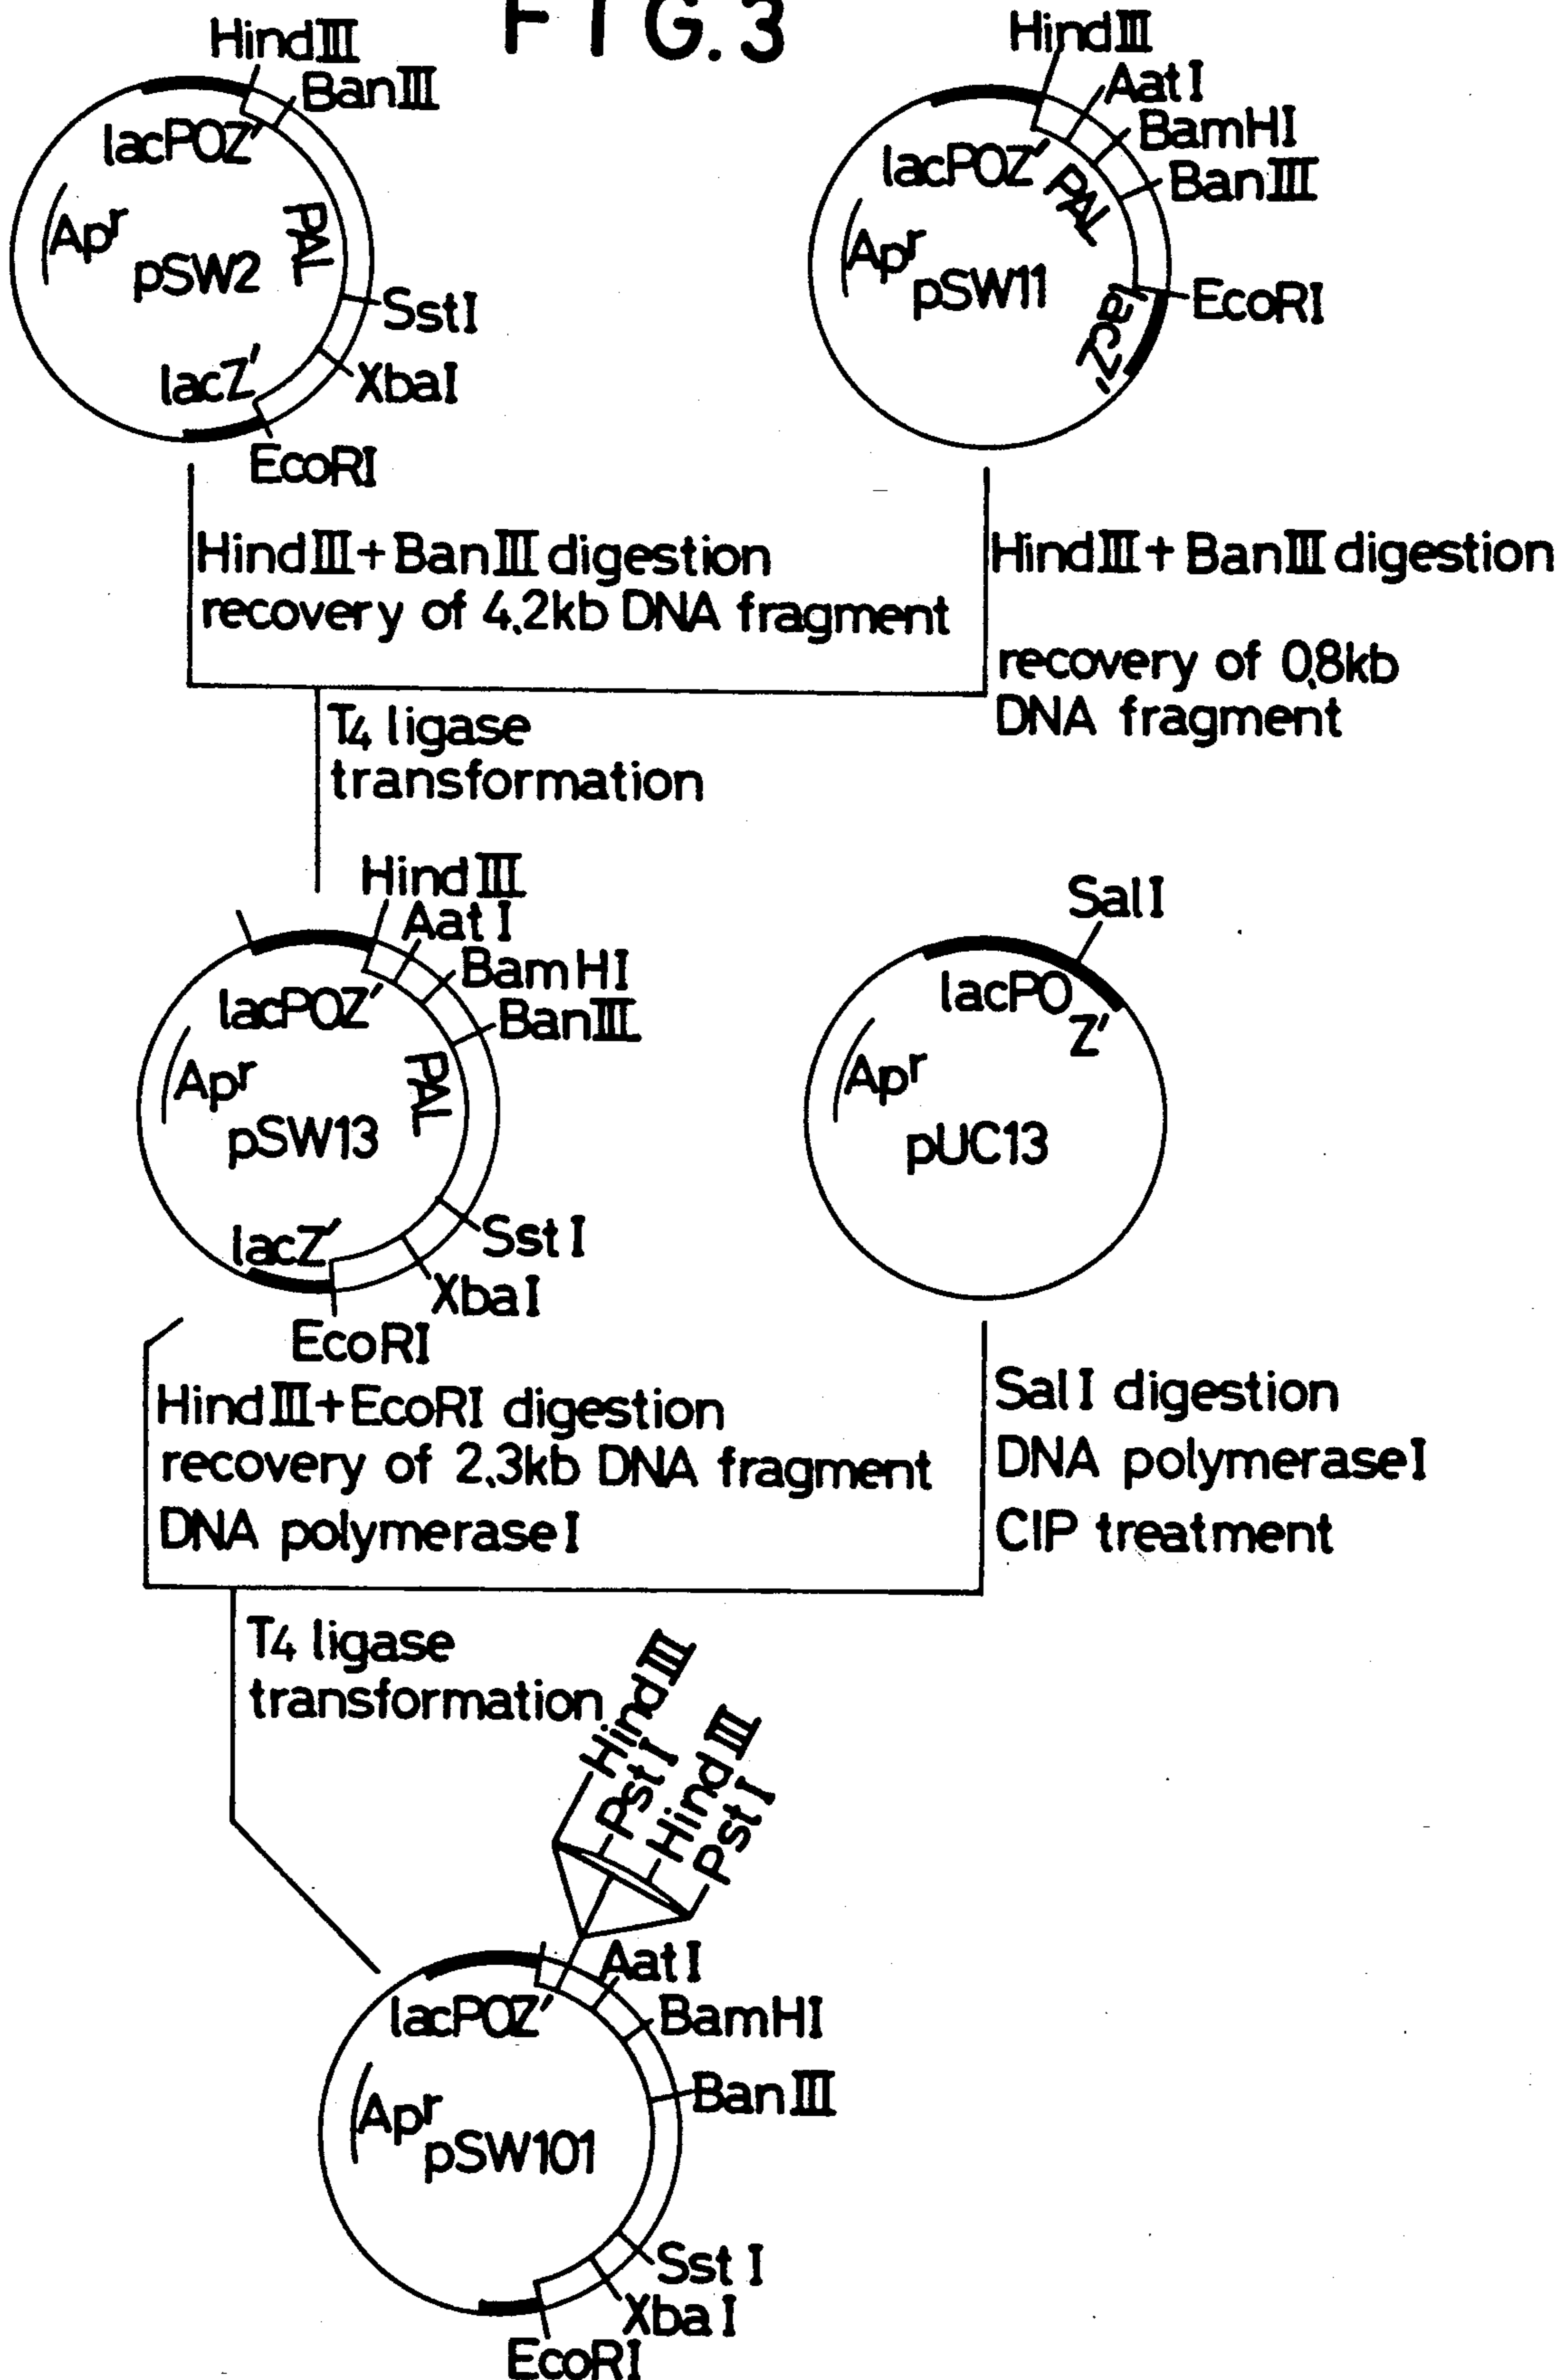 FIG.3
HindIII
BanIII
lacPOZ'
Apr
pSW2
PAL
SstI
XbaI
lacZ'
EcoRI
HindIII
AatI
BamHI
BanIII
lacPOZ'
PAL
Apr
pSW11
EcoRI
lacZ'
HindIII+BanIII digestion
recovery of 4.2kb DNA fragment
HindIII+BanIII digestion
recovery of 0.8kb
DNA fragment
T4 ligase
transformation
HindIII
AatI
BamHI
BanIII
lacPOZ'
PAL
Apr
pSW13
SstI
XbaI
lacZ'
EcoRI
SalI
lacPO
Z'
Apr
pUC13
HindIII+EcoRI digestion
recovery of 2.3kb DNA fragment
DNA polymeraseI
SalI digestion
DNA polymeraseI
CIP treatment
T4 ligase
transformation
HindIII
PstI
HindIII
PstI
AatI
BamHI
BanIII
lacPOZ'
Apr
pSW101
SstI
XbaI
EcoRI